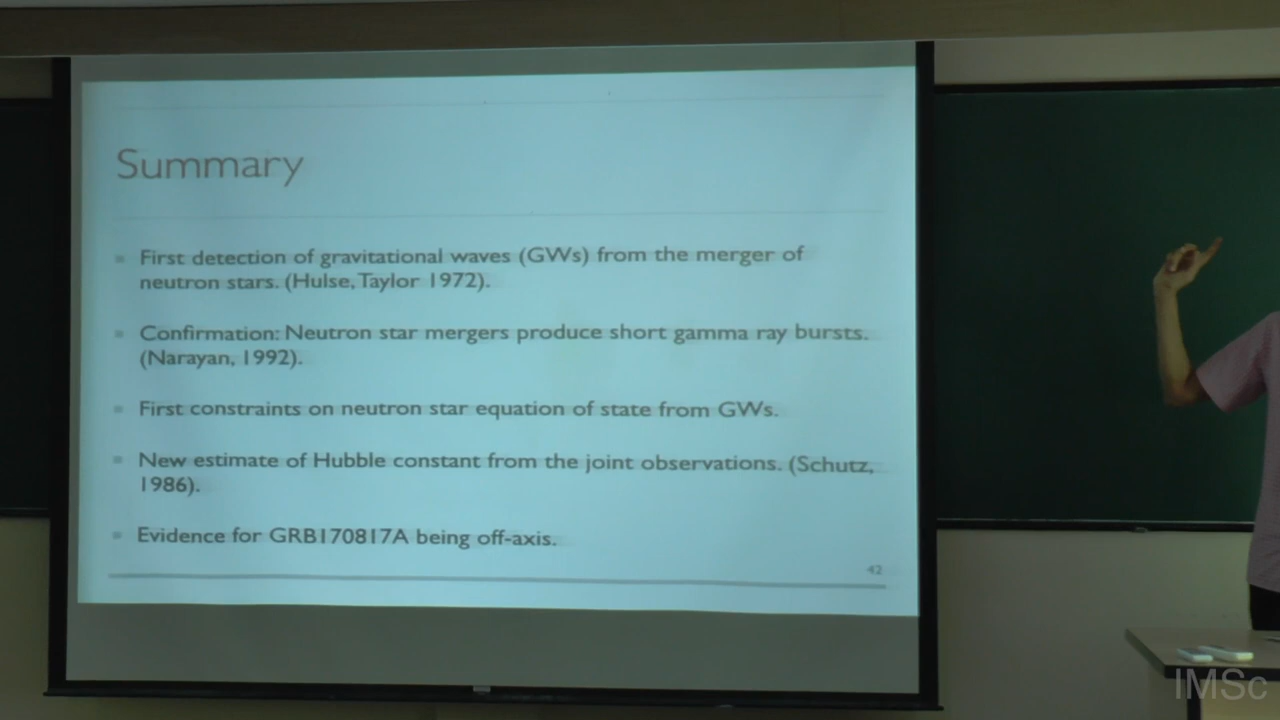 Summary
First detection of gravitational waves (GWs) from the merger of
neutron stars. (Hulse, Taylor 1972).
Confirmation: Neutron star mergers produce short gamma ray bursts.
(Narayan, 1992).
First constraints on neutron star equation of state from GWs.
New estimate of Hubble constant from the joint observations. (Schutz,
1986).
Evidence for GRB170817A being off-axis.
42
IMSc